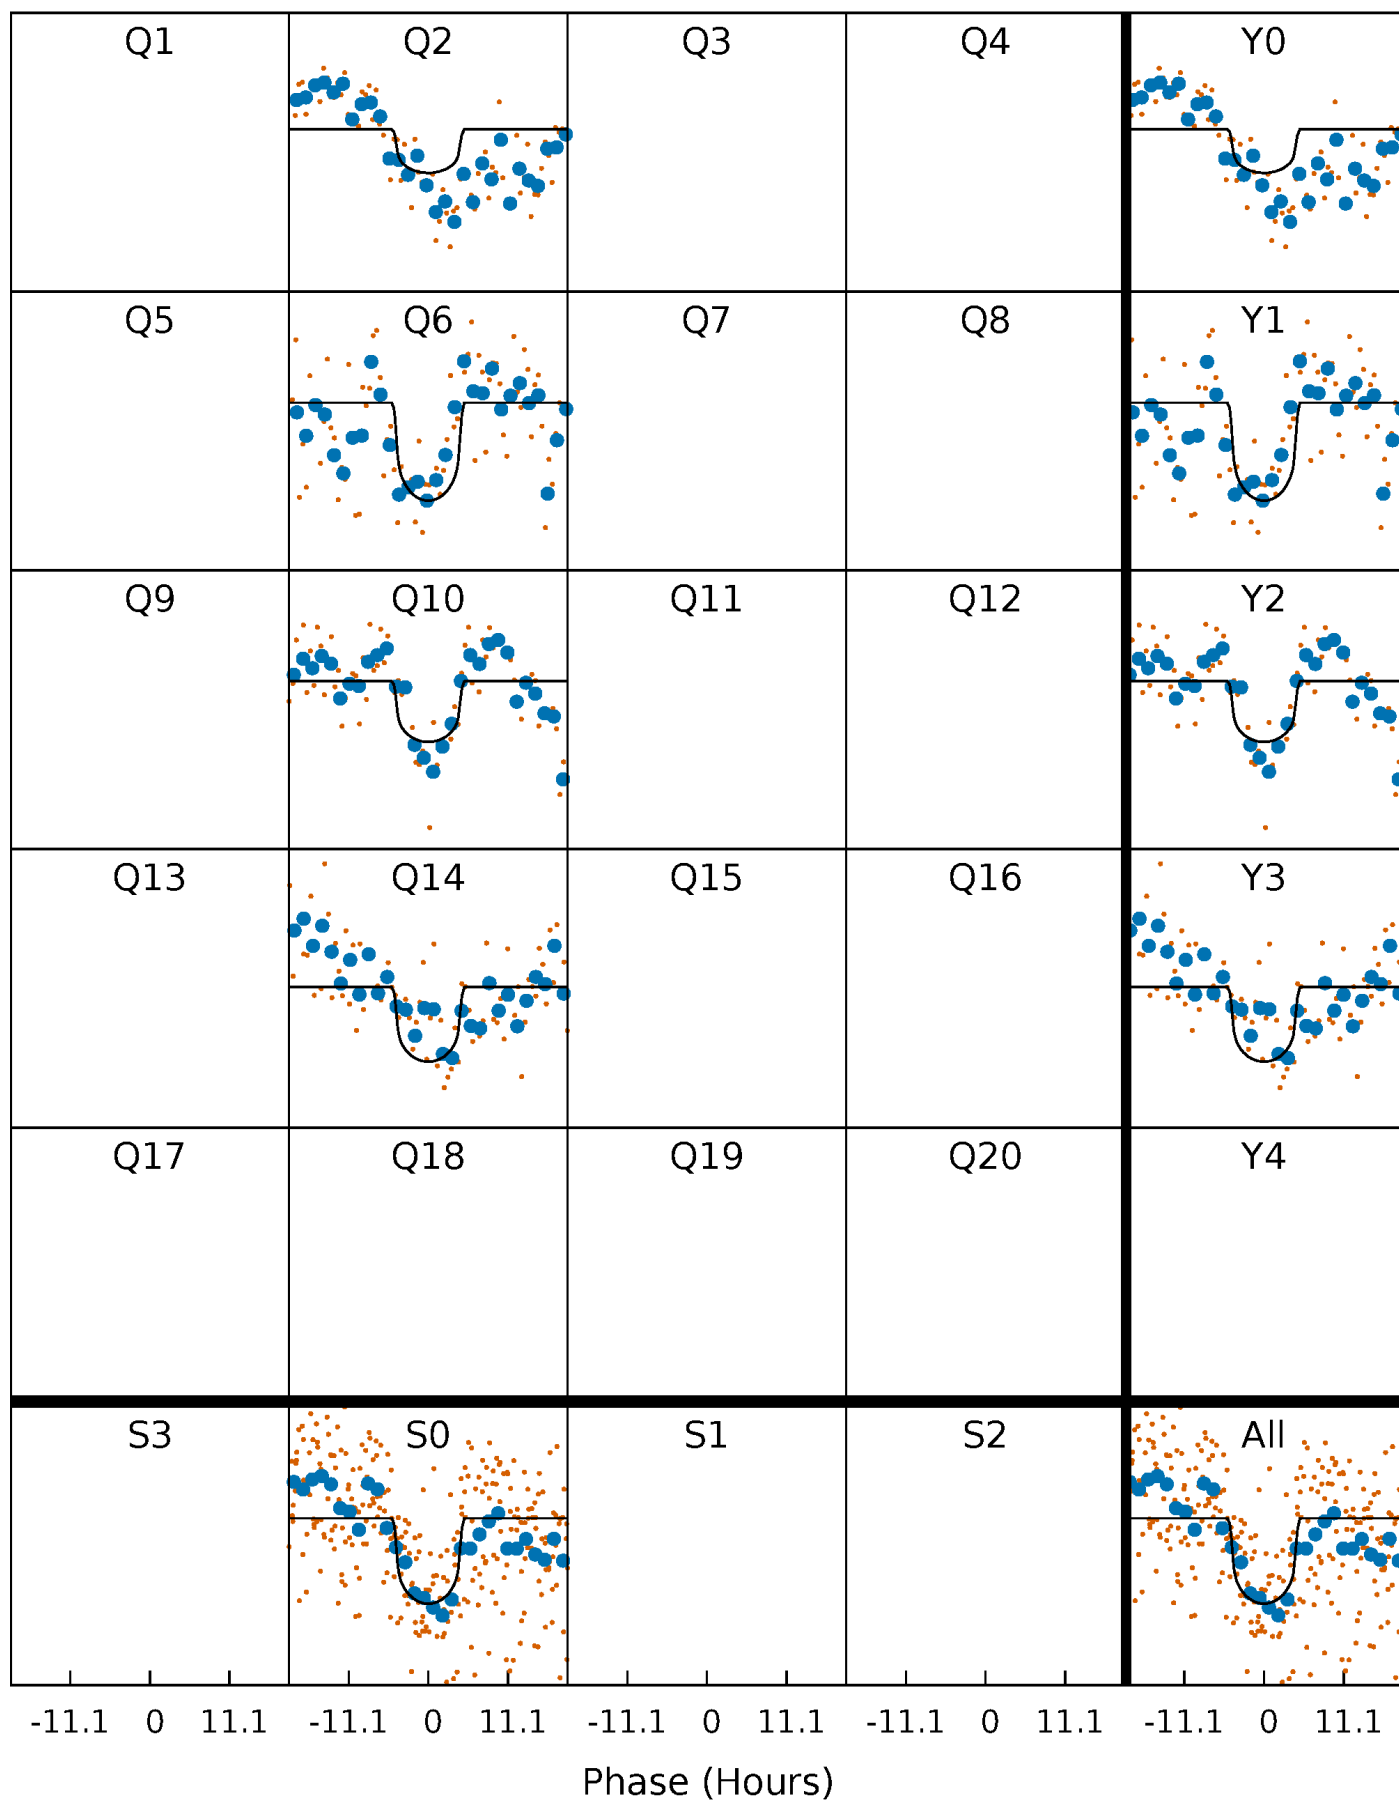 Q1 Q2 Q3 Q4 Y0
Q5 Q6 Q7 Q8 Y1
Q9 Q10 Q11 Q12 Y2
Q13 Q14 Q15 Q16 Y3
Q17 Q18 Q19 Q20 Y4
S3 S0 S1 S2 All
-11.1 0 11.1 -11.1 0 11.1 -11.1 0 11.1 -11.1 0 11.1 -11.1 0 11.1
Phase (Hours)